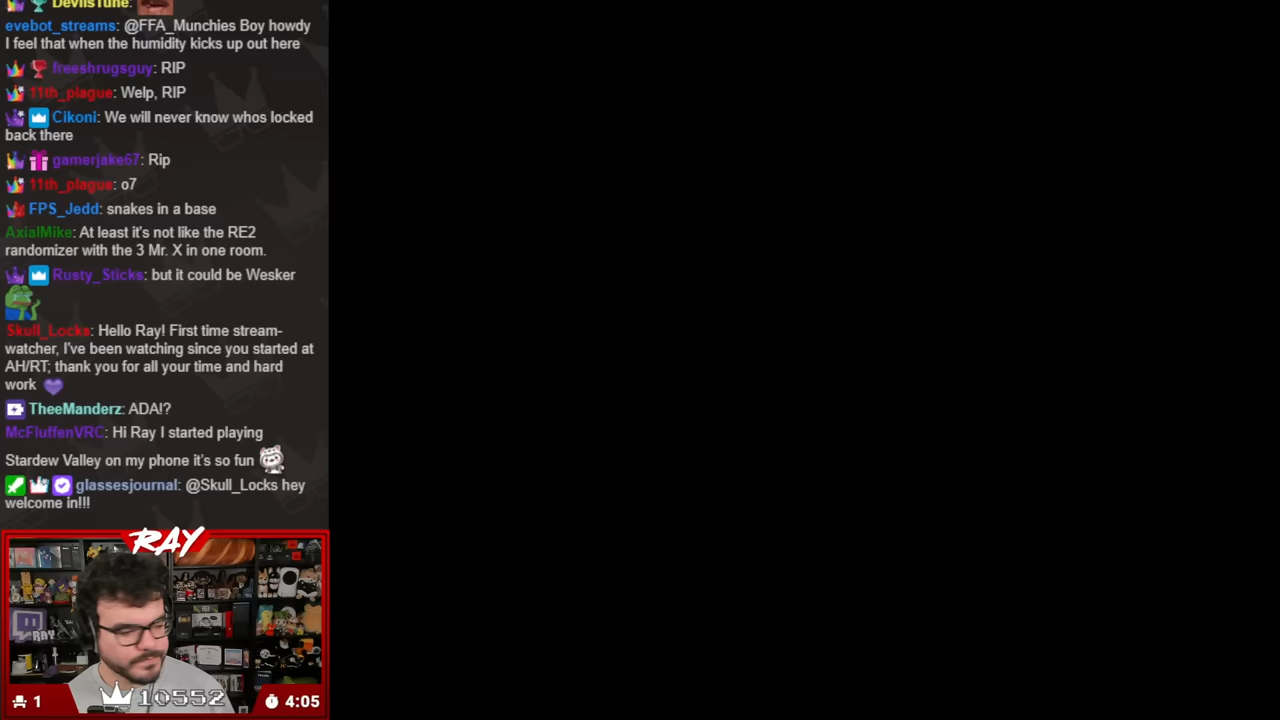 DevilsTune:
evebot_streams: @FFA_Munchies Boy howdy
I feel that when the humidity kicks up out here
freeshrugsguy: RIP
11th_plague: Welp, RIP
Cikoni: We will never know whos locked
back there
gamerjake67: Rip
11th_plague: o7
FPS_Jedd: snakes in a base
AxialMike: At least it's not like the RE2
randomizer with the 3 Mr. X in one room.
Rusty_Sticks: but it could be Wesker
Skull_Locks: Hello Ray! First time stream-
watcher, I've been watching since you started at
AH/RT; thank you for all your time and hard
work
TheeManderz: ADA!?
McFluffenVRC: Hi Ray I started playing
Stardew Valley on my phone it's so fun
glassesjournal: @Skull_Locks hey
welcome in!!!
RAY
RAY
1
10552
4:05